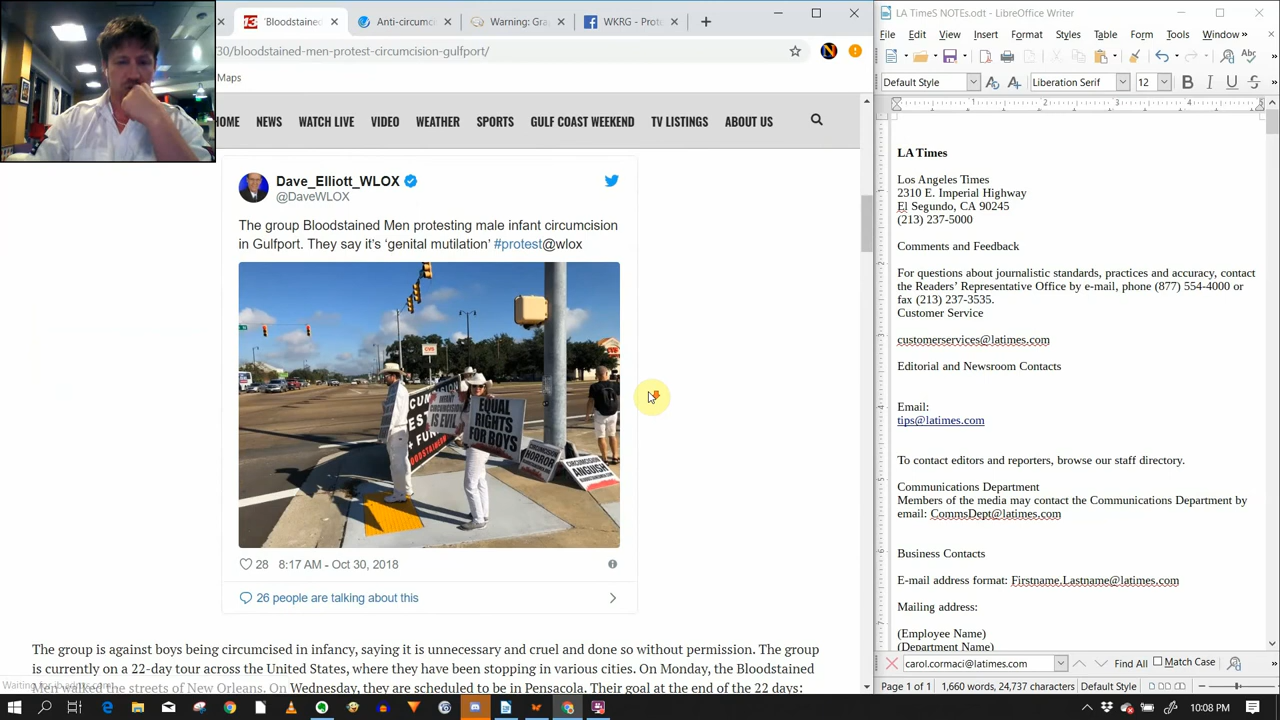 'Bloodstained
Anti-circumci
Warning: Gra
WKRG - Prote
30/bloodstained-men-protest-circumcision-gulfport/
Maps
HOME NEWS WATCH LIVE VIDEO WEATHER SPORTS GULF COAST WEEKEND TV LISTINGS ABOUT US
Dave_Elliott_WLOX
@DaveWLOX
The group Bloodstained Men protesting male infant circumcision
in Gulfport. They say it's 'genital mutilation' #protest@wlox
EQUAL
RIGHTS
FOR BOYS
HORROR
CIRCUMCISION
ANGUISH
28 8:17 AM - Oct 30, 2018
26 people are talking about this
The group is against boys being circumcised in infancy, saying it is unnecessary and cruel and done so without permission. The group
is currently on a 22-day tour across the United States, where they have been stopping in various cities. On Monday, the Bloodstained
Men walked the streets of New Orleans. On Wednesday, they are scheduled to be in Pensacola. Their goal at the end of the 22 days:
LA TimeS NOTEs.odt - LibreOffice Writer
File Edit View Insert Format Styles Table Form Tools Window
Default Style Liberation Serif 12 B I U S
LA Times
Los Angeles Times
2310 E. Imperial Highway
El Segundo, CA 90245
(213) 237-5000
Comments and Feedback
For questions about journalistic standards, practices and accuracy, contact
the Readers' Representative Office by e-mail, phone (877) 554-4000 or
fax (213) 237-3535.
Customer Service
customerservices@latimes.com
Editorial and Newsroom Contacts
Email:
tips@latimes.com
To contact editors and reporters, browse our staff directory.
Communications Department
Members of the media may contact the Communications Department by
email: CommsDept@latimes.com
Business Contacts
E-mail address format: Firstname.Lastname@latimes.com
Mailing address:
(Employee Name)
(Department Name)
carol.cormaci@latimes.com Find All Match Case
Page 1 of 1 1,660 words, 24,737 characters Default Style
10:08 PM